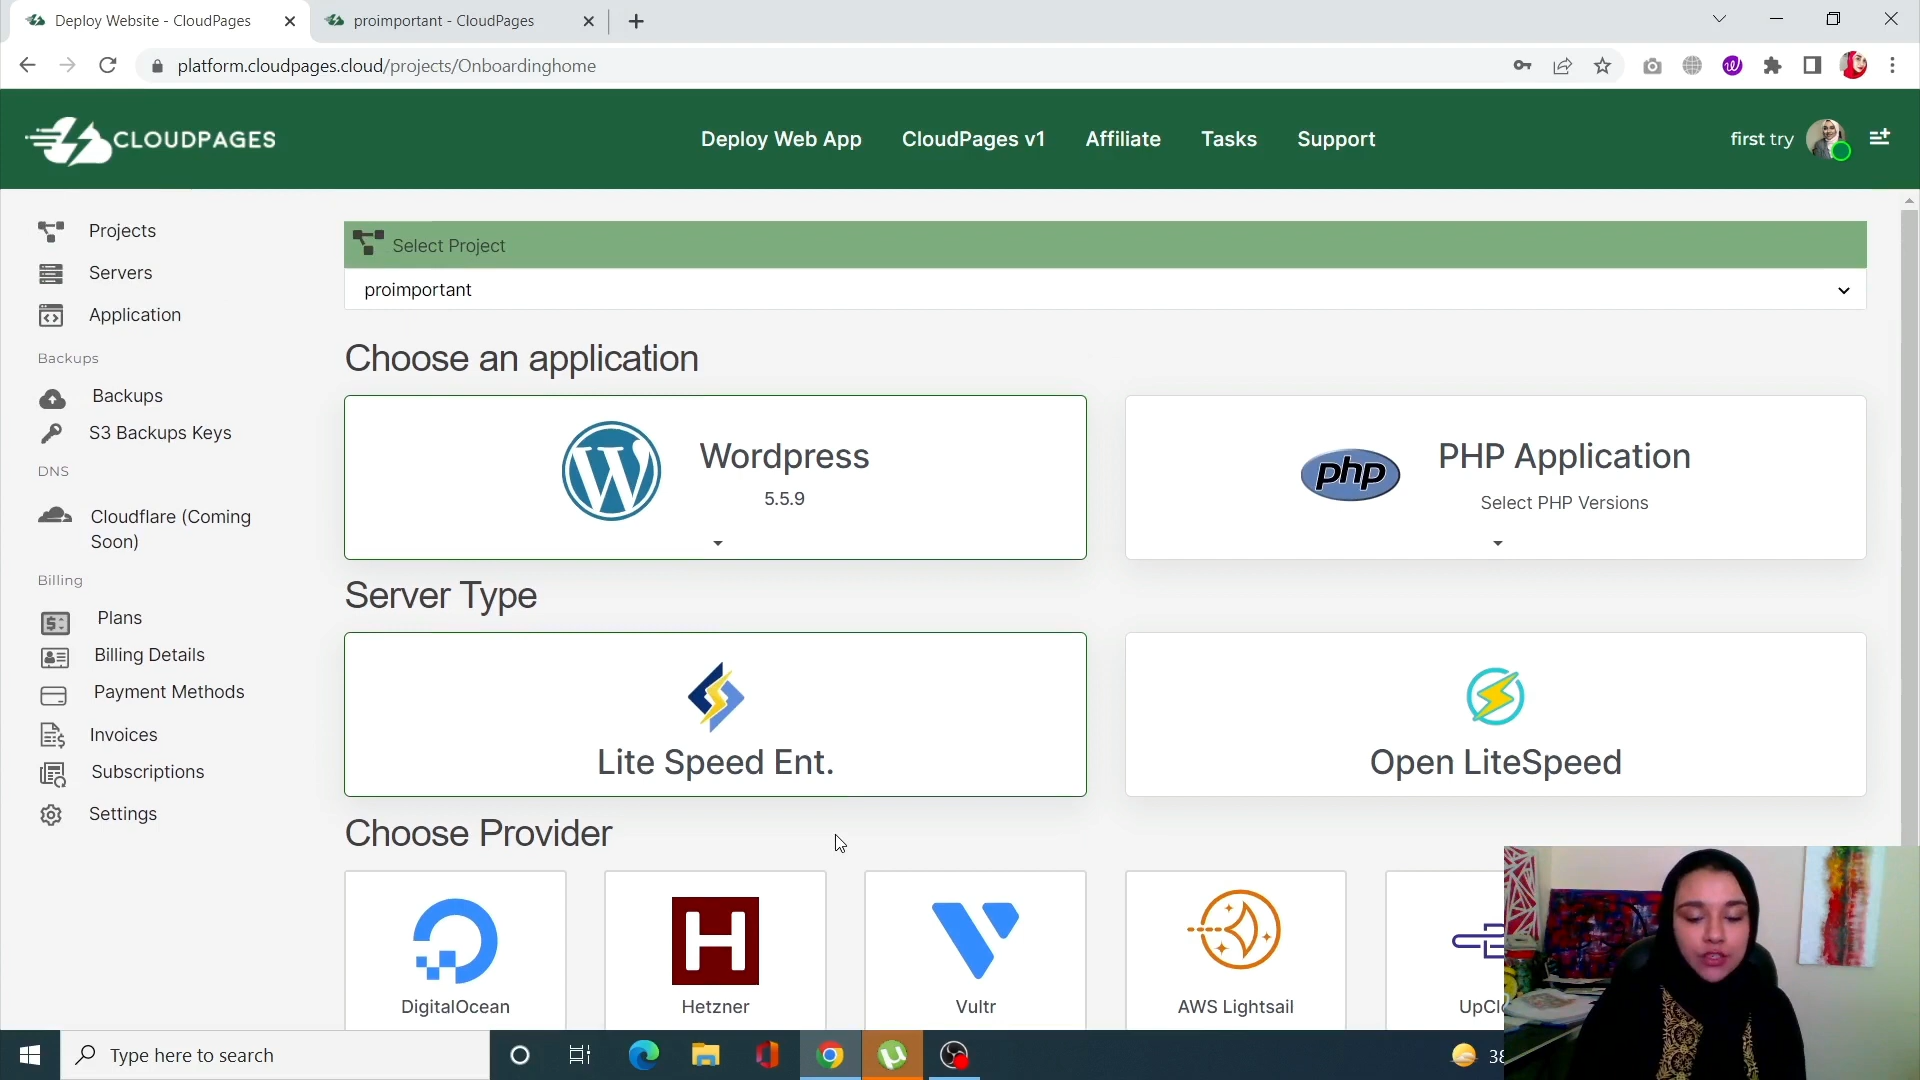 Deploy Website - CloudPages
proimportant - CloudPages
platform.cloudpages.cloud/projects/Onboardinghome
CLOUDPAGES
Deploy Web App
CloudPages v1
Affiliate
Tasks
Support
first try
Projects
Servers
Application
Backups
Backups
S3 Backups Keys
DNS
Cloudflare (Coming
Soon)
Billing
Plans
Billing Details
Payment Methods
Invoices
Subscriptions
Settings
Select Project
proimportant
Choose an application
Wordpress
5.5.9
php
PHP Application
Select PHP Versions
Server Type
Lite Speed Ent.
Open LiteSpeed
Choose Provider
DigitalOcean
H
Hetzner
Vultr
AWS Lightsail
Type here to search